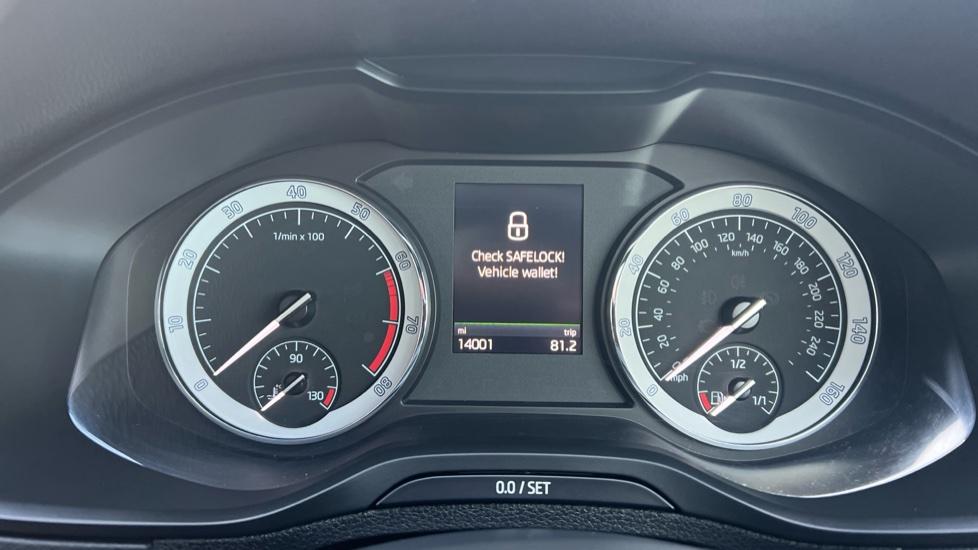 0 10 20 30 40 50 60 70 80
1/min x 100
90
130
Check SAFELOCK!
Vehicle wallet!
mi trip
14001 81.2
20 40 60 80 100 120 140 160
20 40 60 80 100 120 140 160 180 200 220 240
km/h
mph
1/2
1/1
0.0 / SET